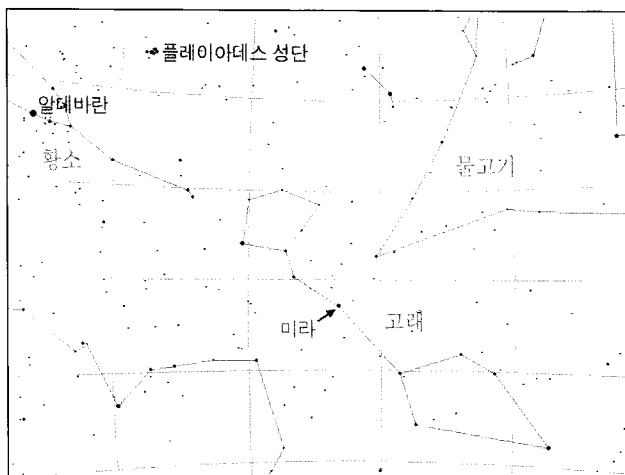 플레이아데스 성단
알데바란
황소
물고기
미라
고래